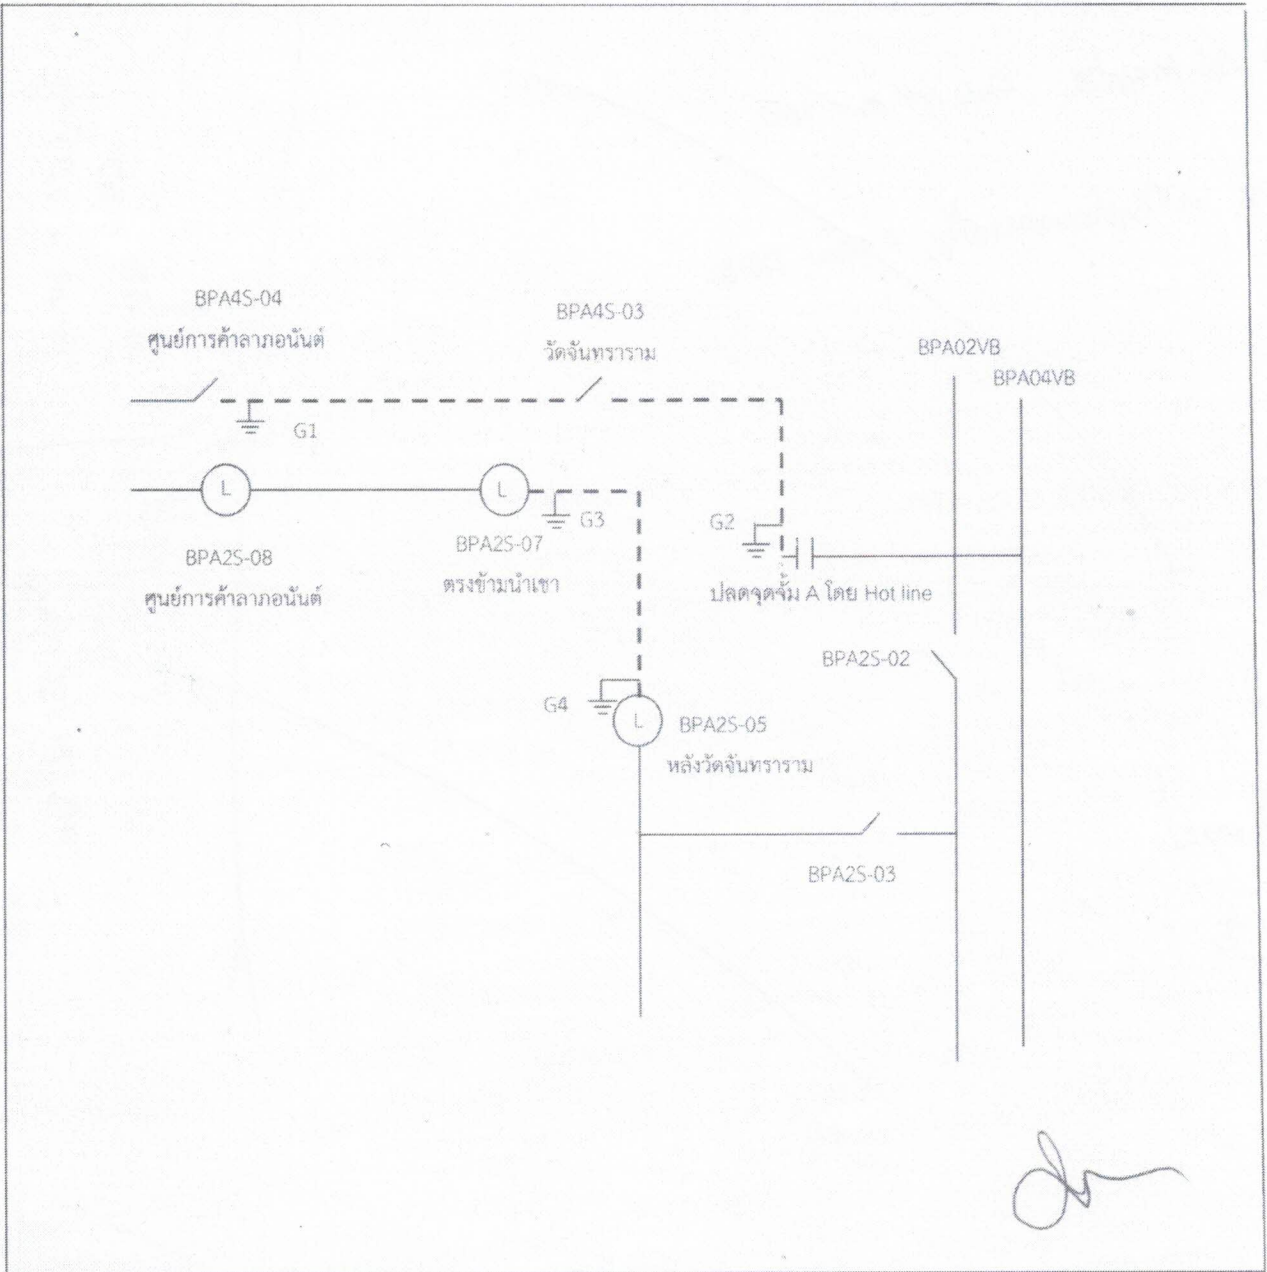 BPA4S-04
ศูนย์การค้าลาภอนันต์
BPA4S-03
วัดจันทราราม
BPA02VB
BPA04VB
G1
L
L
G3
G2
BPA2S-08
ศูนย์การค้าลาภอนันต์
BPA2S-07
ตรงข้ามนำเขา
ปลดจุดจั้ม A โดย Hot line
BPA2S-02
G4
L
BPA2S-05
หลังวัดจันทราราม
BPA2S-03